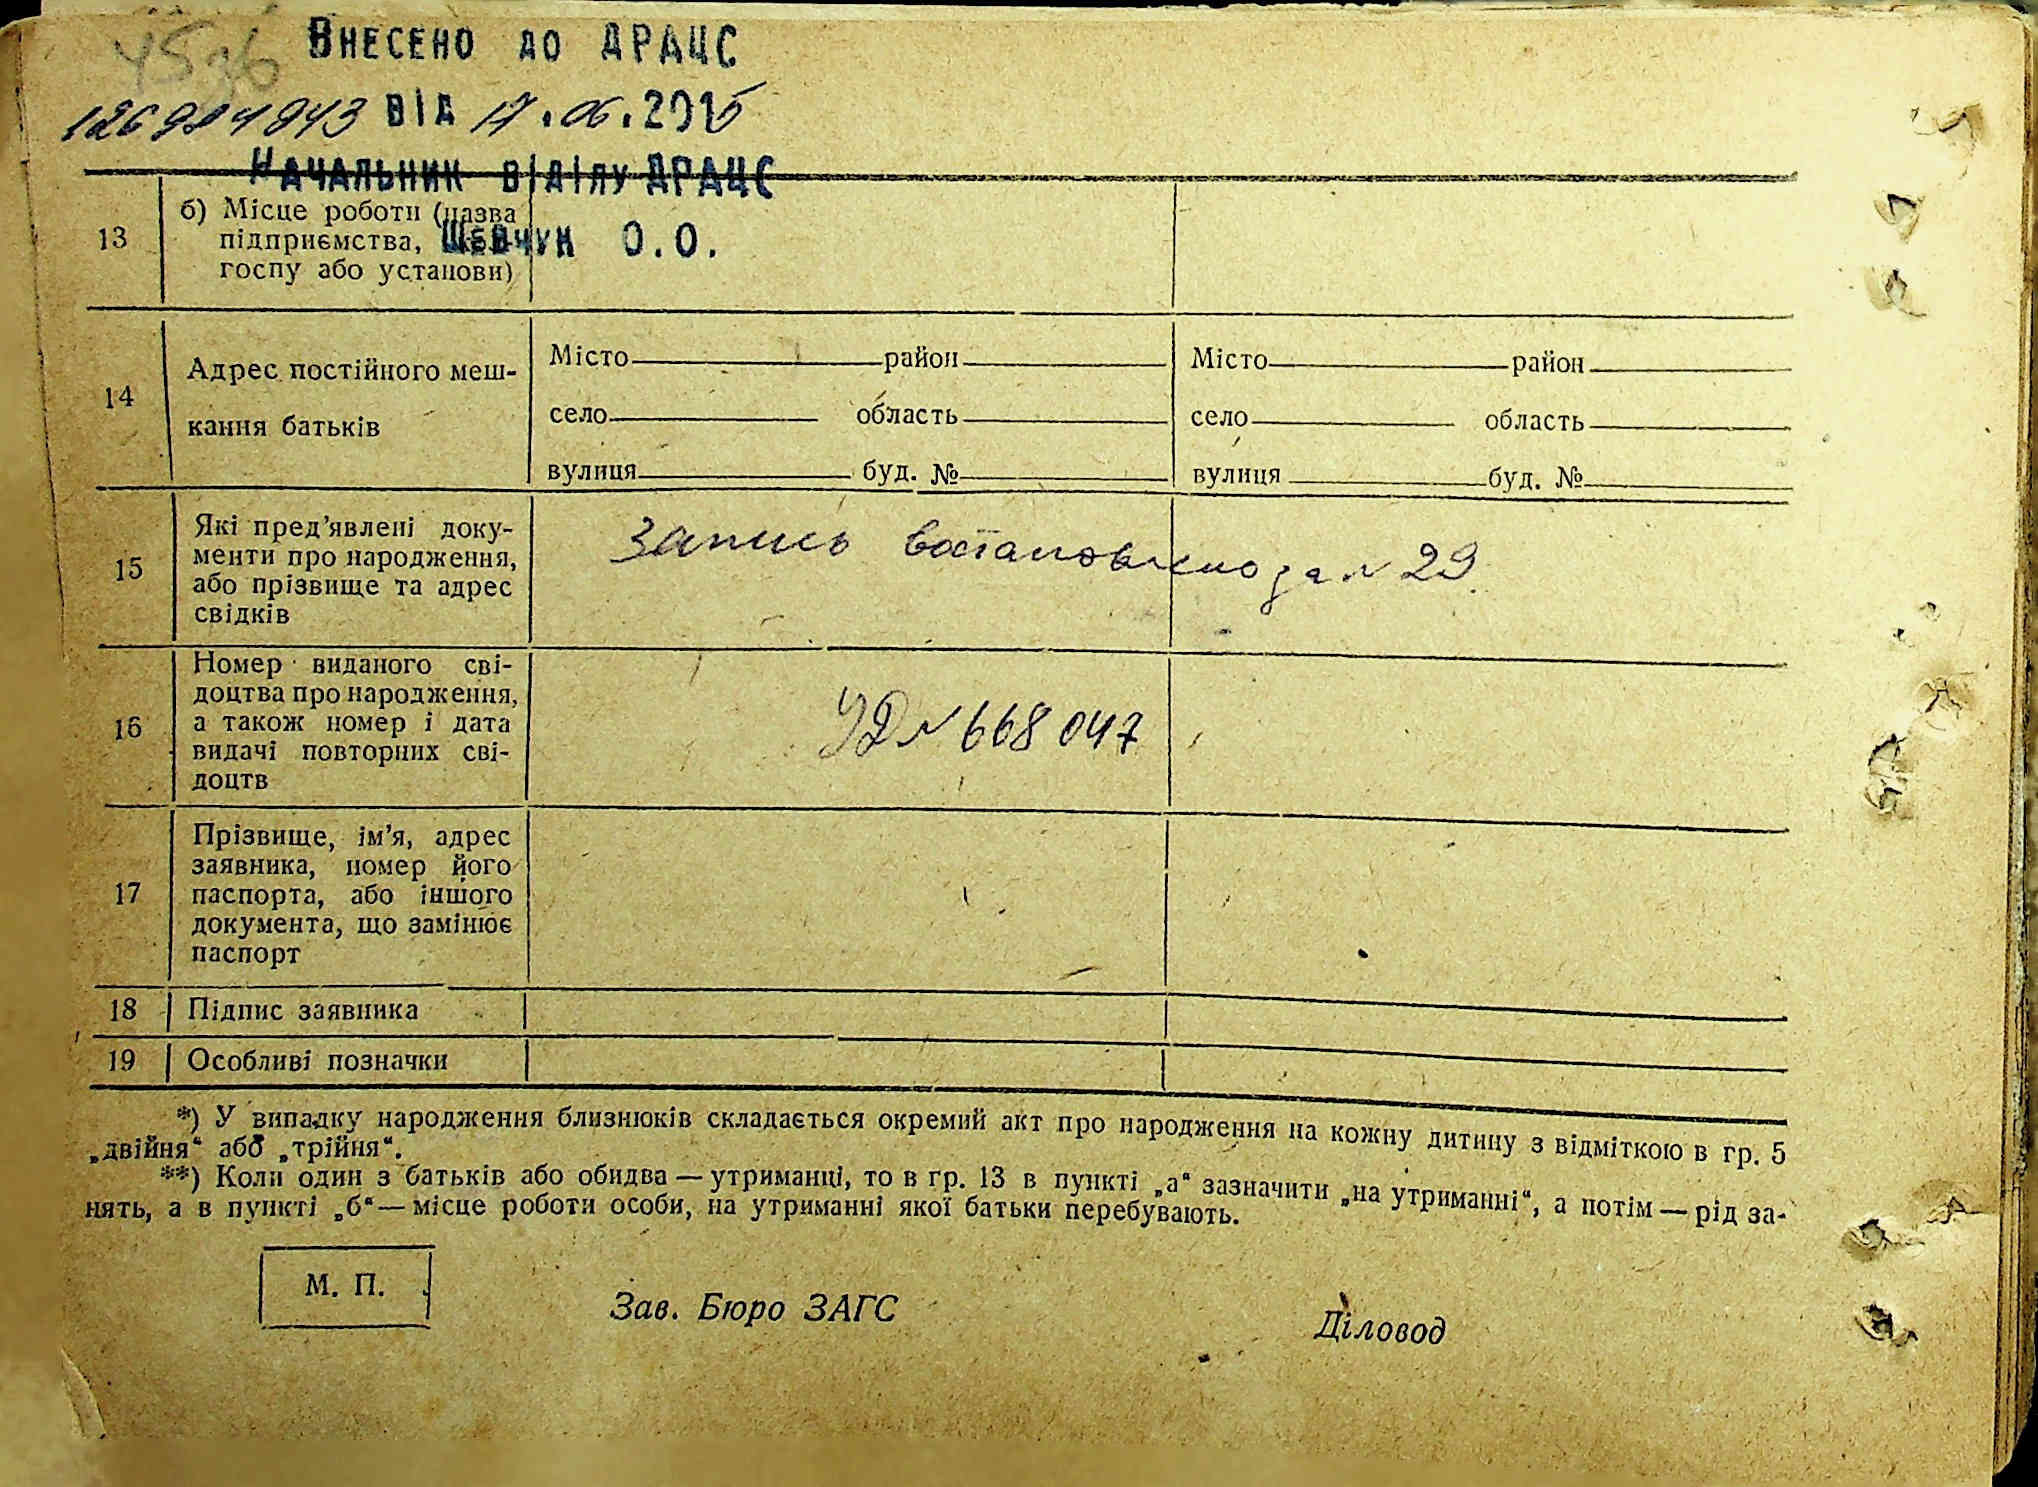 Внесено до ДРАЦС
від 17.06.2015
Начальник відділу ДРАЦС
Шевчук О.О.
13
б) Місце роботи (назва
підприємства,
госпу або установи)
14
Адрес постійного меш-
кання батьків
Місто район
село область
вулиця буд. №
Місто район
село область
вулиця буд. №
15
Які пред'явлені доку-
менти про народження,
або прізвище та адрес
свідків
Запись востановлено за № 29.
16
Номер виданого сві-
доцтва про народження,
а також номер і дата
видачі повторних сві-
доцтв
УД № 668047
17
Прізвище, ім'я, адрес
заявника, номер його
паспорта, або іншого
документа, що замінює
паспорт
18 Підпис заявника
19 Особливі позначки
*) У випадку народження близнюків складається окремий акт про народження на кожну дитину з відміткою в гр. 5
„двійня“ або „трійня“.
**) Коли один з батьків або обидва — утриманці, то в гр. 13 в пункті „а“ зазначити „на утриманні“, а потім — рід за-
нять, а в пункті „б“ — місце роботи особи, на утриманні якої батьки перебувають.
М. П.
Зав. Бюро ЗАГС
Діловод